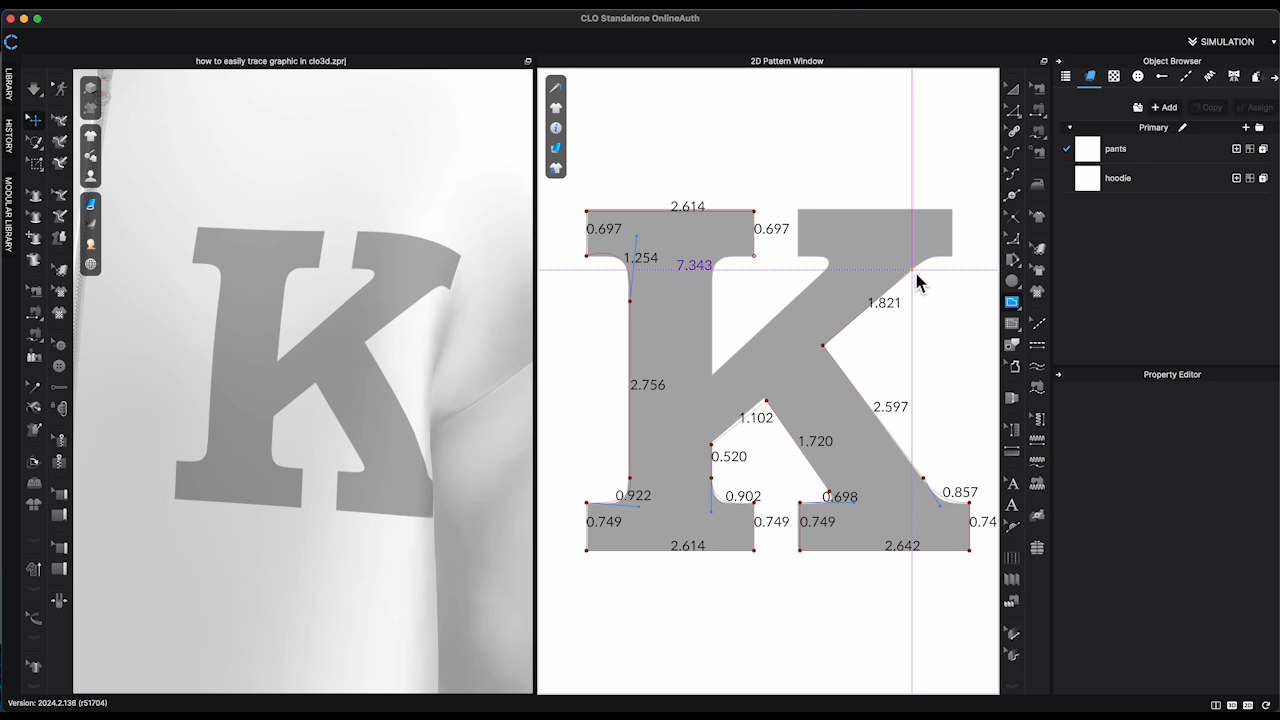 CLO Standalone OnlineAuth
SIMULATION
how to easily trace graphic in clo3d.zprj
2D Pattern Window
Object Browser
LIBRARY
HISTORY
MODULAR LIBRARY
+ Add
Copy
Assign
Primary
pants
hoodie
Property Editor
K
2.614
0.697
0.697
1.254
7.343
1.821
2.756
2.597
1.102
1.720
0.520
0.922
0.902
0.698
0.857
0.749
0.749
0.749
0.74
2.614
2.642
K
Version: 2024.2.136 (r51704)
3D
2D